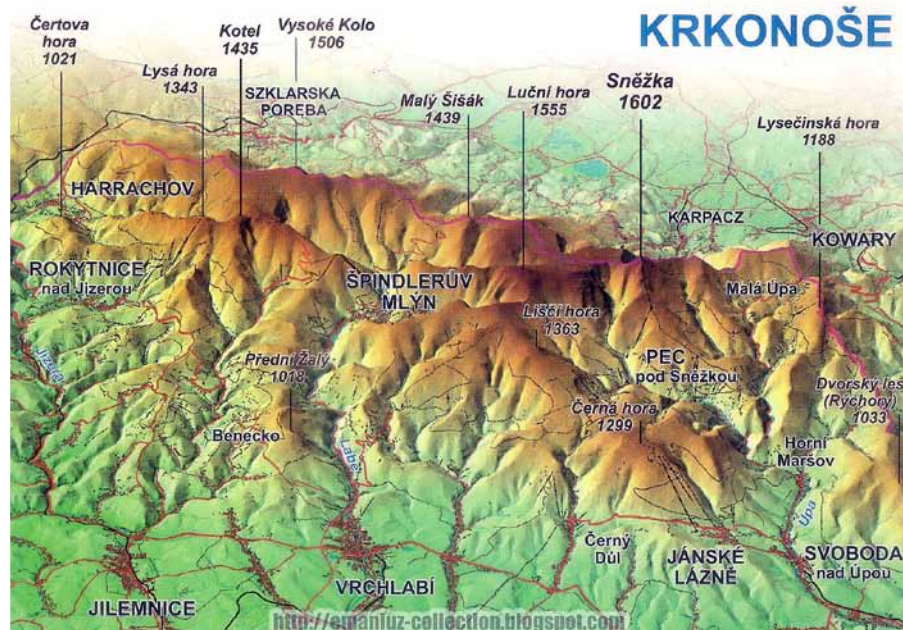 KRKONOŠE
Čertova
hora
1021
Kotel
1435
Vysoké Kolo
1506
Lysá hora
1343
SZKLARSKA
POREBA
Malý Šišák
1439
Luční hora
1555
Sněžka
1602
Lysečinská hora
1188
HARRACHOV
KARPACZ
KOWARY
ROKYTNICE
nad Jizerou
ŠPINDLERŮV
MLÝN
Malá Úpa
Liščí hora
1363
Jizera
Přední Žalý
1018
PEC
pod Sněžkou
Dvorský les
(Rýchory)
1033
Černá hora
1299
Benecko
Labe
Horní
Maršov
Úpa
Černý
Důl
JÁNSKÉ
LÁZNĚ
SVOBODA
nad Úpou
VRCHLABÍ
JILEMNICE
http://emaniuz-collection.blogspot.com